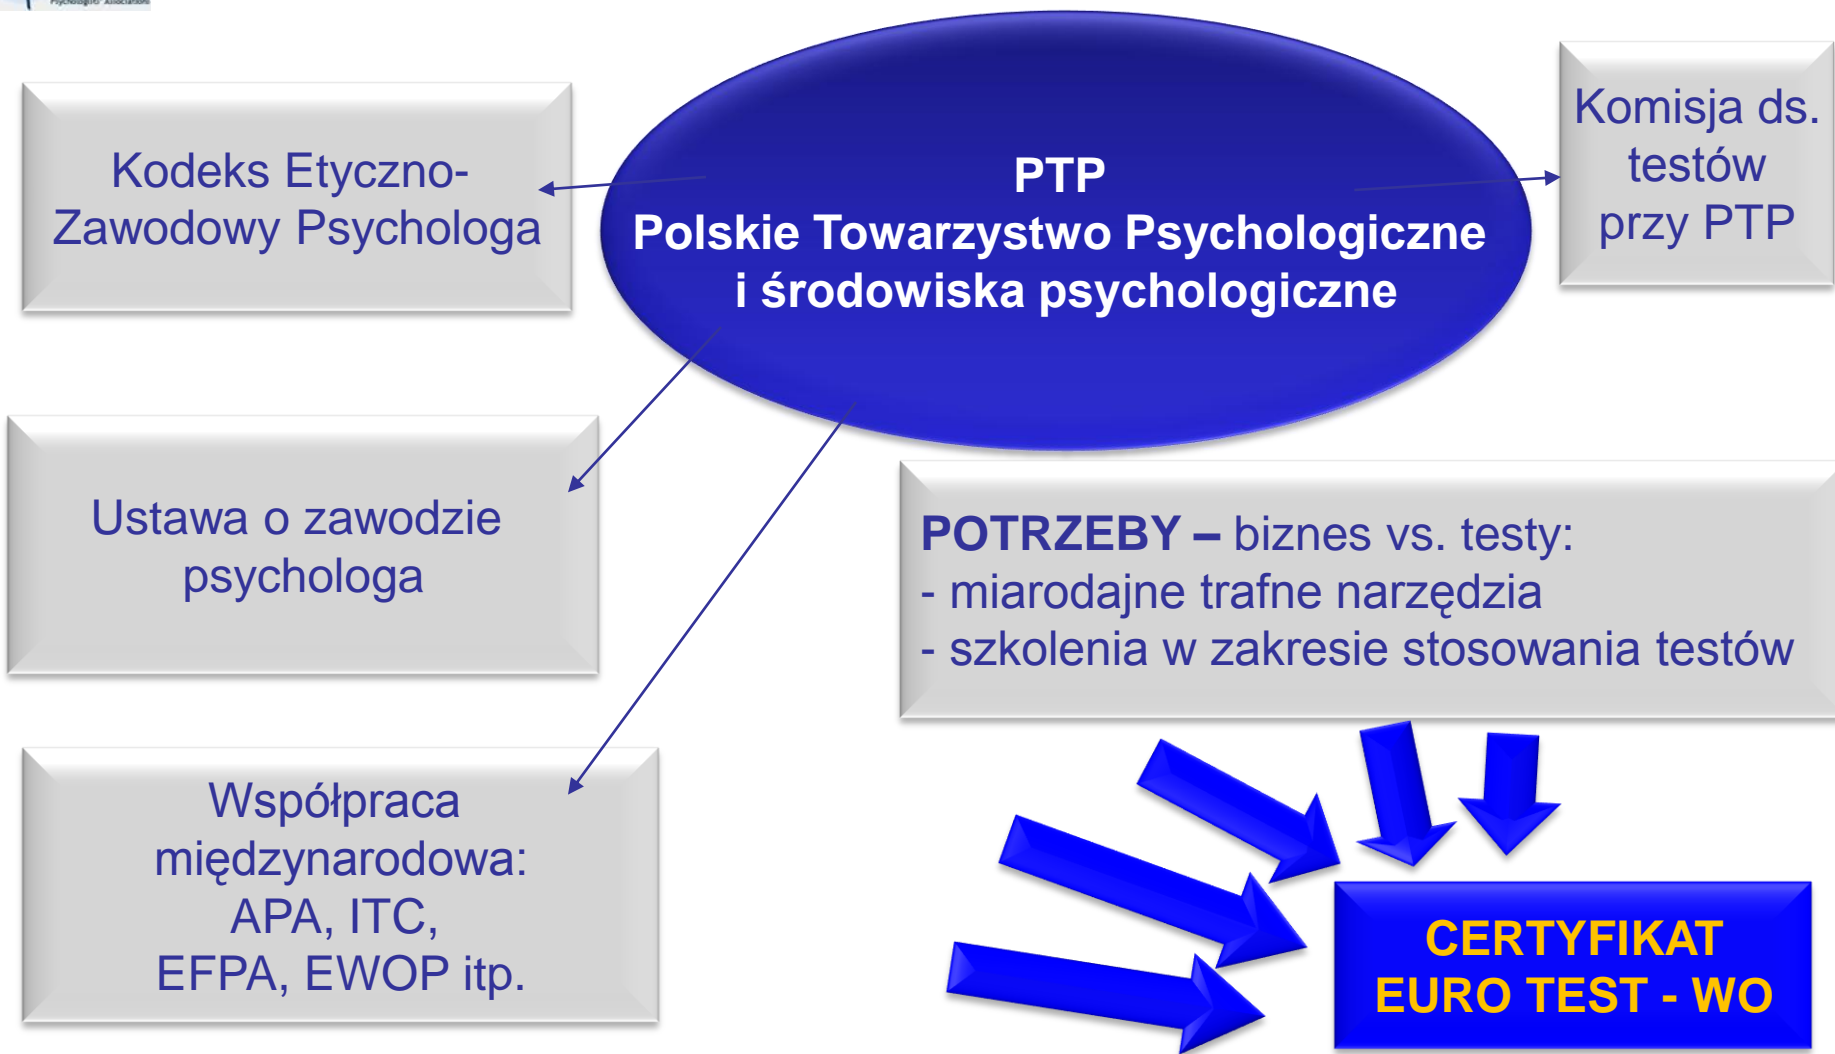 Psychologists' Associations
PTP
Polskie Towarzystwo Psychologiczne
i środowiska psychologiczne
Kodeks Etyczno-
Zawodowy Psychologa
Komisja ds.
testów
przy PTP
Ustawa o zawodzie
psychologa
POTRZEBY – biznes vs. testy:
- miarodajne trafne narzędzia
- szkolenia w zakresie stosowania testów
Współpraca
międzynarodowa:
APA, ITC,
EFPA, EWOP itp.
CERTYFIKAT
EURO TEST - WO